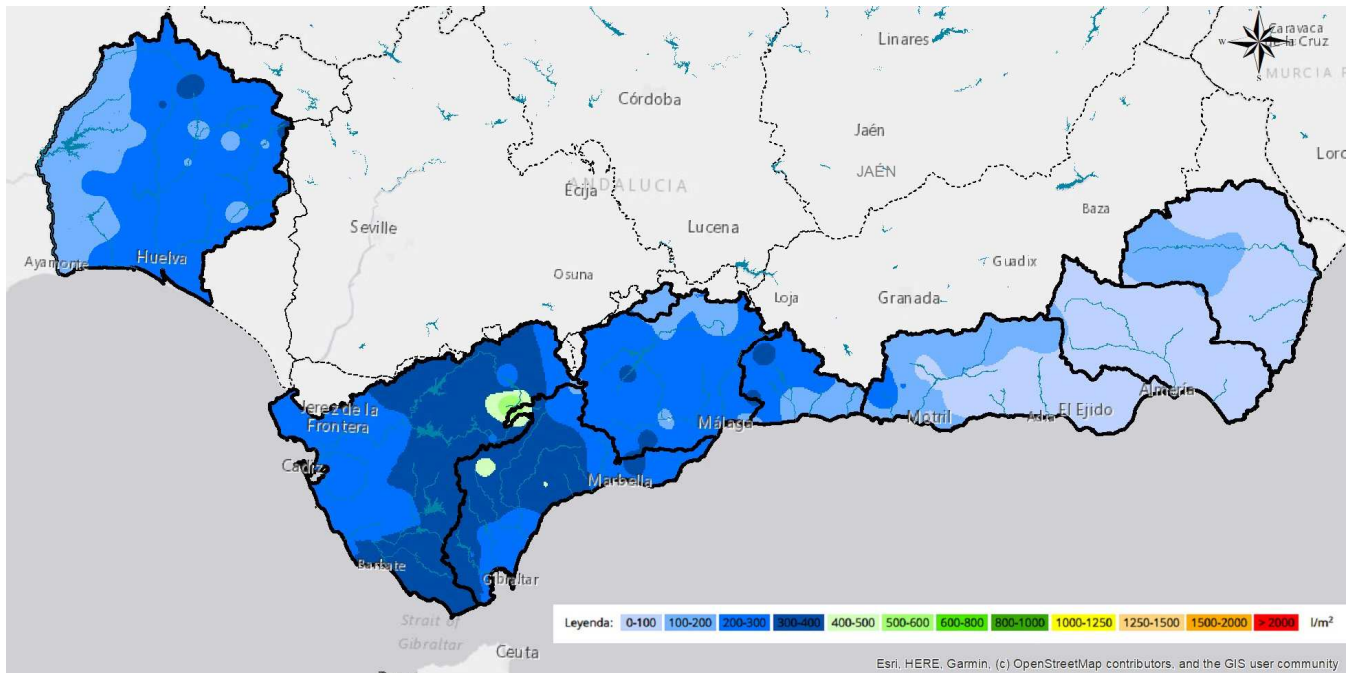 Linares
Caravaca
de la Cruz
W
S
MURCIA
Córdoba
Jaén
JAÉN
Écija
ANDALUCIA
Baza
Lorc
Seville
Lucena
Ayamonte
Huelva
Osuna
Guadix
Loja
Granada
Jerez de la
Frontera
Cadiz
Málaga
Motril
Adra
El Ejido
Almería
Marbella
Barbate
Gibraltar
Strait of
Gibraltar
Ceuta
Leyenda: 0-100 100-200 200-300 300-400 400-500 500-600 600-800 800-1000 1000-1250 1250-1500 1500-2000 > 2000 l/m²
Esri, HERE, Garmin, (c) OpenStreetMap contributors, and the GIS user community